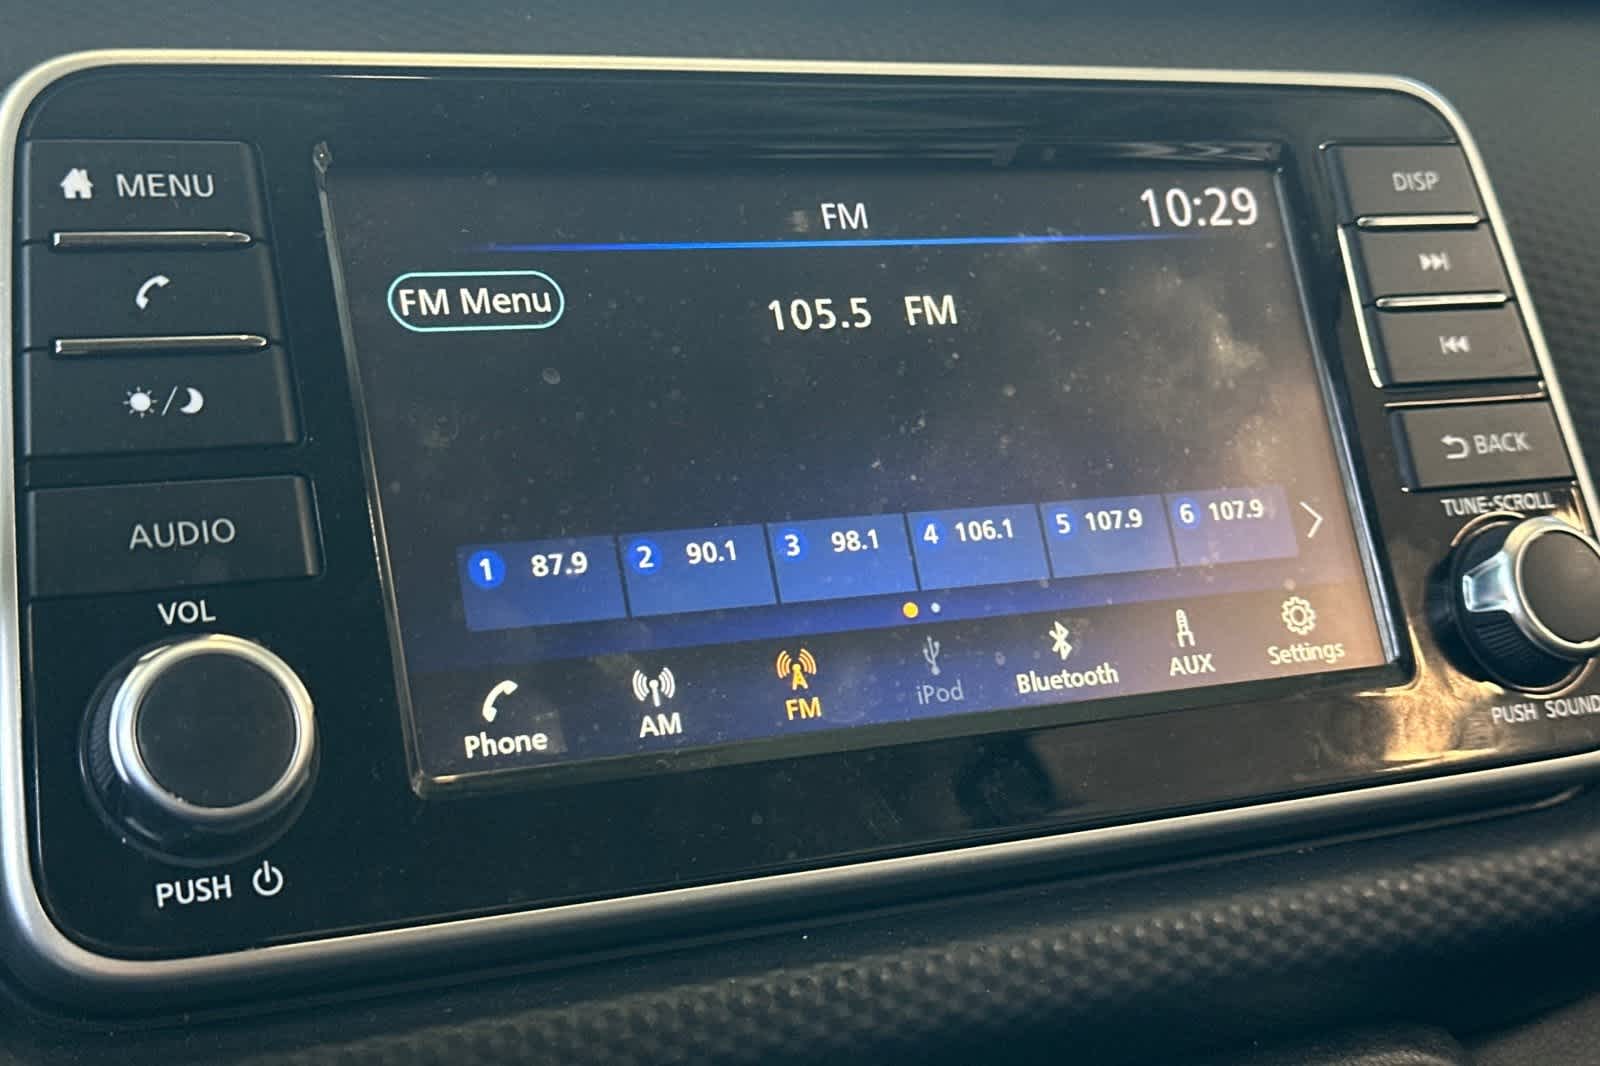 MENU
DISP
FM
10:29
FM Menu
105.5 FM
BACK
AUDIO
TUNE·SCROLL
1 87.9
2 90.1
3 98.1
4 106.1
5 107.9
6 107.9
VOL
Phone
AM
FM
iPod
Bluetooth
AUX
Settings
PUSH SOUND
PUSH